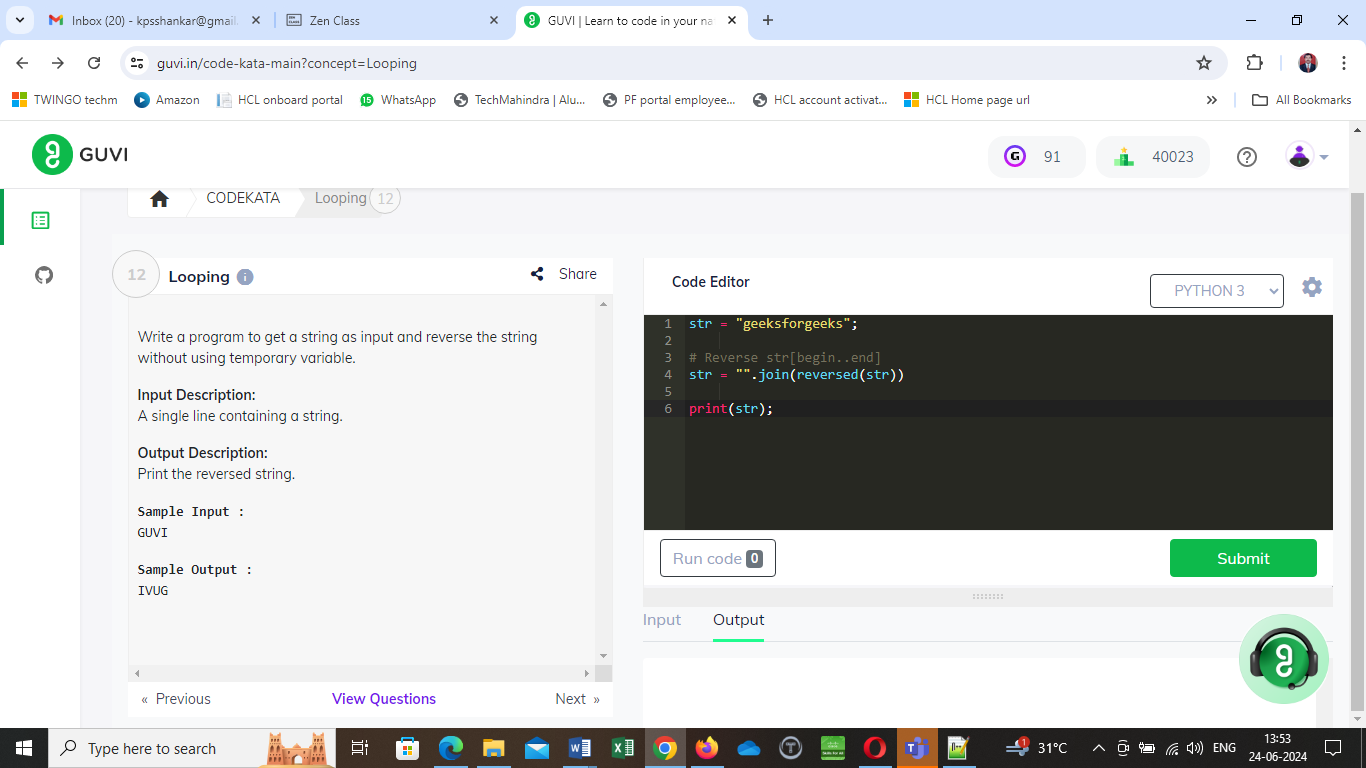 Inbox (20) - kpsshankar@gmail.
Zen Class
GUVI | Learn to code in your na
guvi.in/code-kata-main?concept=Looping
TWINGO techm
Amazon
HCL onboard portal
WhatsApp
TechMahindra | Alu...
PF portal employee...
HCL account activat...
HCL Home page url
»
All Bookmarks
GUVI
91
40023
CODEKATA
Looping
12
12
Looping
Share
Write a program to get a string as input and reverse the string
without using temporary variable.
Input Description:
A single line containing a string.
Output Description:
Print the reversed string.
Sample Input :
GUVI
Sample Output :
IVUG
« Previous
View Questions
Next »
Code Editor
PYTHON 3
1 str = "geeksforgeeks";
2
3 # Reverse str[begin..end]
4 str = "".join(reversed(str))
5
6 print(str);
Run code 0
Submit
Input
Output
Type here to search
1
31°C
ENG
13:53
24-06-2024